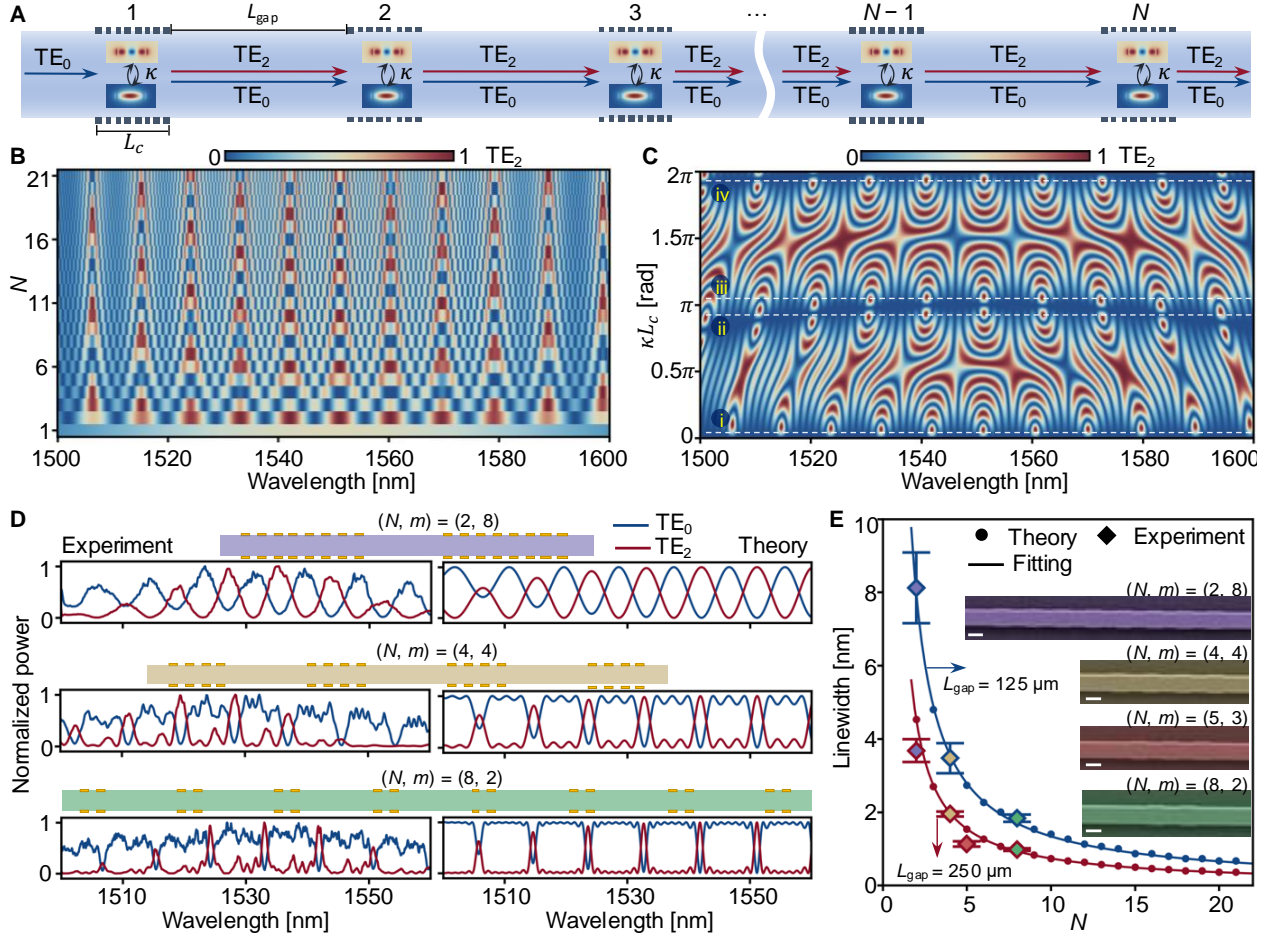 A
1
L_gap
2
3
...
N − 1
N
TE₀
TE₂
TE₂
TE₂
TE₂
TE₂
TE₂
κ
κ
κ
κ
κ
TE₀
TE₀
TE₀
TE₀
TE₀
TE₀
L_c
B
0
1
TE₂
21
16
11
6
1
N
1500
1520
1540
1560
1580
1600
Wavelength [nm]
C
0
1
TE₂
2π
1.5π
π
0.5π
0
κL_c [rad]
iv
iii
ii
i
1500
1520
1540
1560
1580
1600
Wavelength [nm]
D
(N, m) = (2, 8)
TE₀
TE₂
Experiment
Theory
1
0
(N, m) = (4, 4)
1
0
(N, m) = (8, 2)
1
0
Normalized power
1510
1530
1550
1510
1530
1550
Wavelength [nm]
Wavelength [nm]
E
10
8
6
4
2
0
Linewidth [nm]
Theory
Experiment
Fitting
(N, m) = (2, 8)
(N, m) = (4, 4)
L_gap = 125 μm
(N, m) = (5, 3)
(N, m) = (8, 2)
L_gap = 250 μm
0
5
10
15
20
N